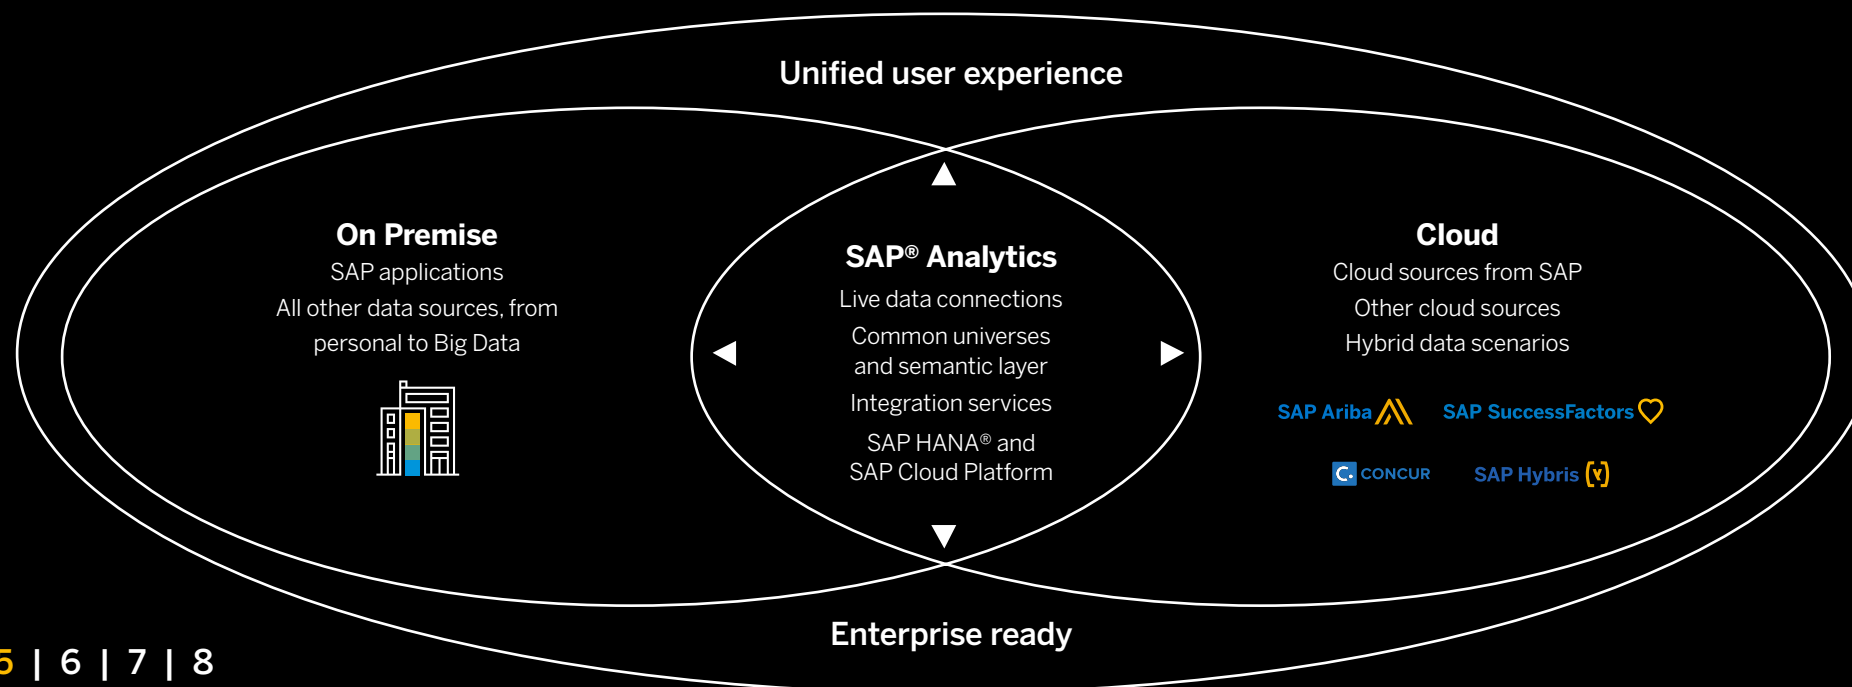 Unified user experience
On Premise
SAP applications
All other data sources, from
personal to Big Data
SAP® Analytics
Live data connections
Common universes
and semantic layer
Integration services
SAP HANA® and
SAP Cloud Platform
Cloud
Cloud sources from SAP
Other cloud sources
Hybrid data scenarios
SAP Ariba
SAP SuccessFactors
C. CONCUR
SAP Hybris (Y)
Enterprise ready
5 | 6 | 7 | 8